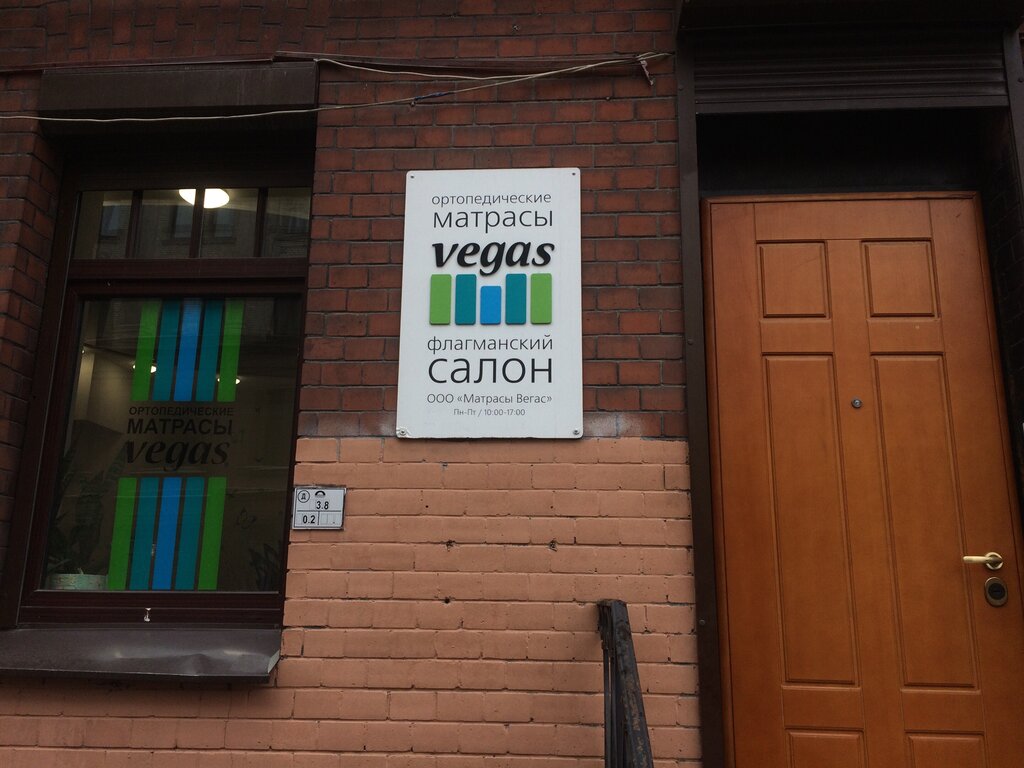 ортопедические
матрасы
vegas
флагманский
салон
ООО «Матрасы Вегас»
Пн-Пт / 10:00-17:00
ОРТОПЕДИЧЕСКИЕ
МАТРАСЫ
vegas
Д
3.8
0.2